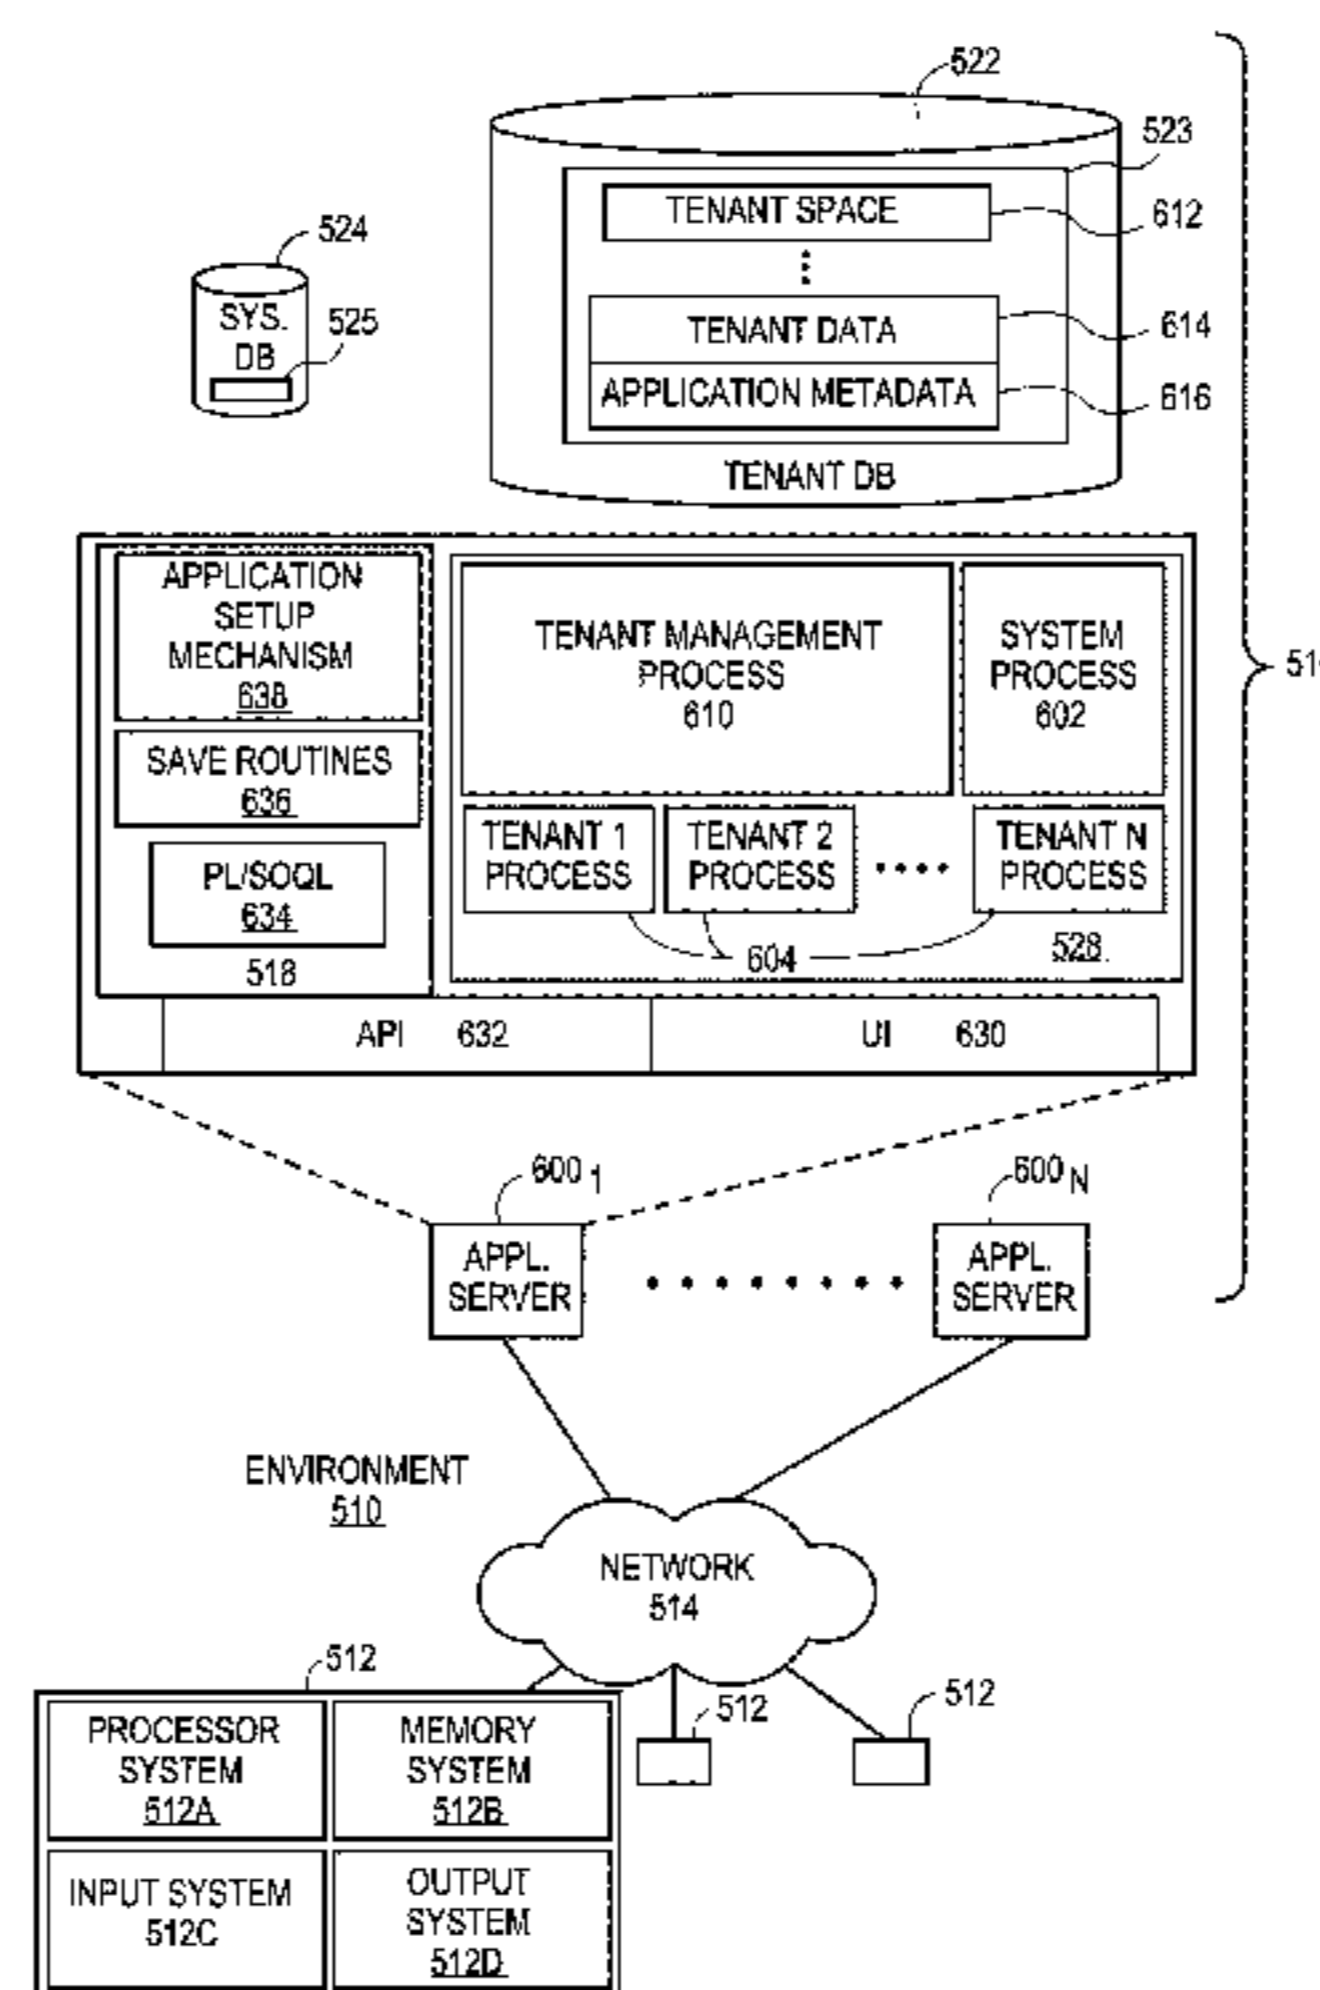 522
523
TENANT SPACE
612
524
SYS.
DB
525
TENANT DATA
614
APPLICATION METADATA
616
TENANT DB
APPLICATION
SETUP
MECHANISM
638
TENANT MANAGEMENT
PROCESS
610
SYSTEM
PROCESS
602
SAVE ROUTINES
636
TENANT 1
PROCESS
TENANT 2
PROCESS
TENANT N
PROCESS
PL/SOQL
634
604
528
518
API 632
UI 630
600 1
600 N
APPL.
SERVER
APPL.
SERVER
ENVIRONMENT
510
NETWORK
514
512
512
512
PROCESSOR
SYSTEM
512A
MEMORY
SYSTEM
512B
INPUT SYSTEM
512C
OUTPUT
SYSTEM
512D